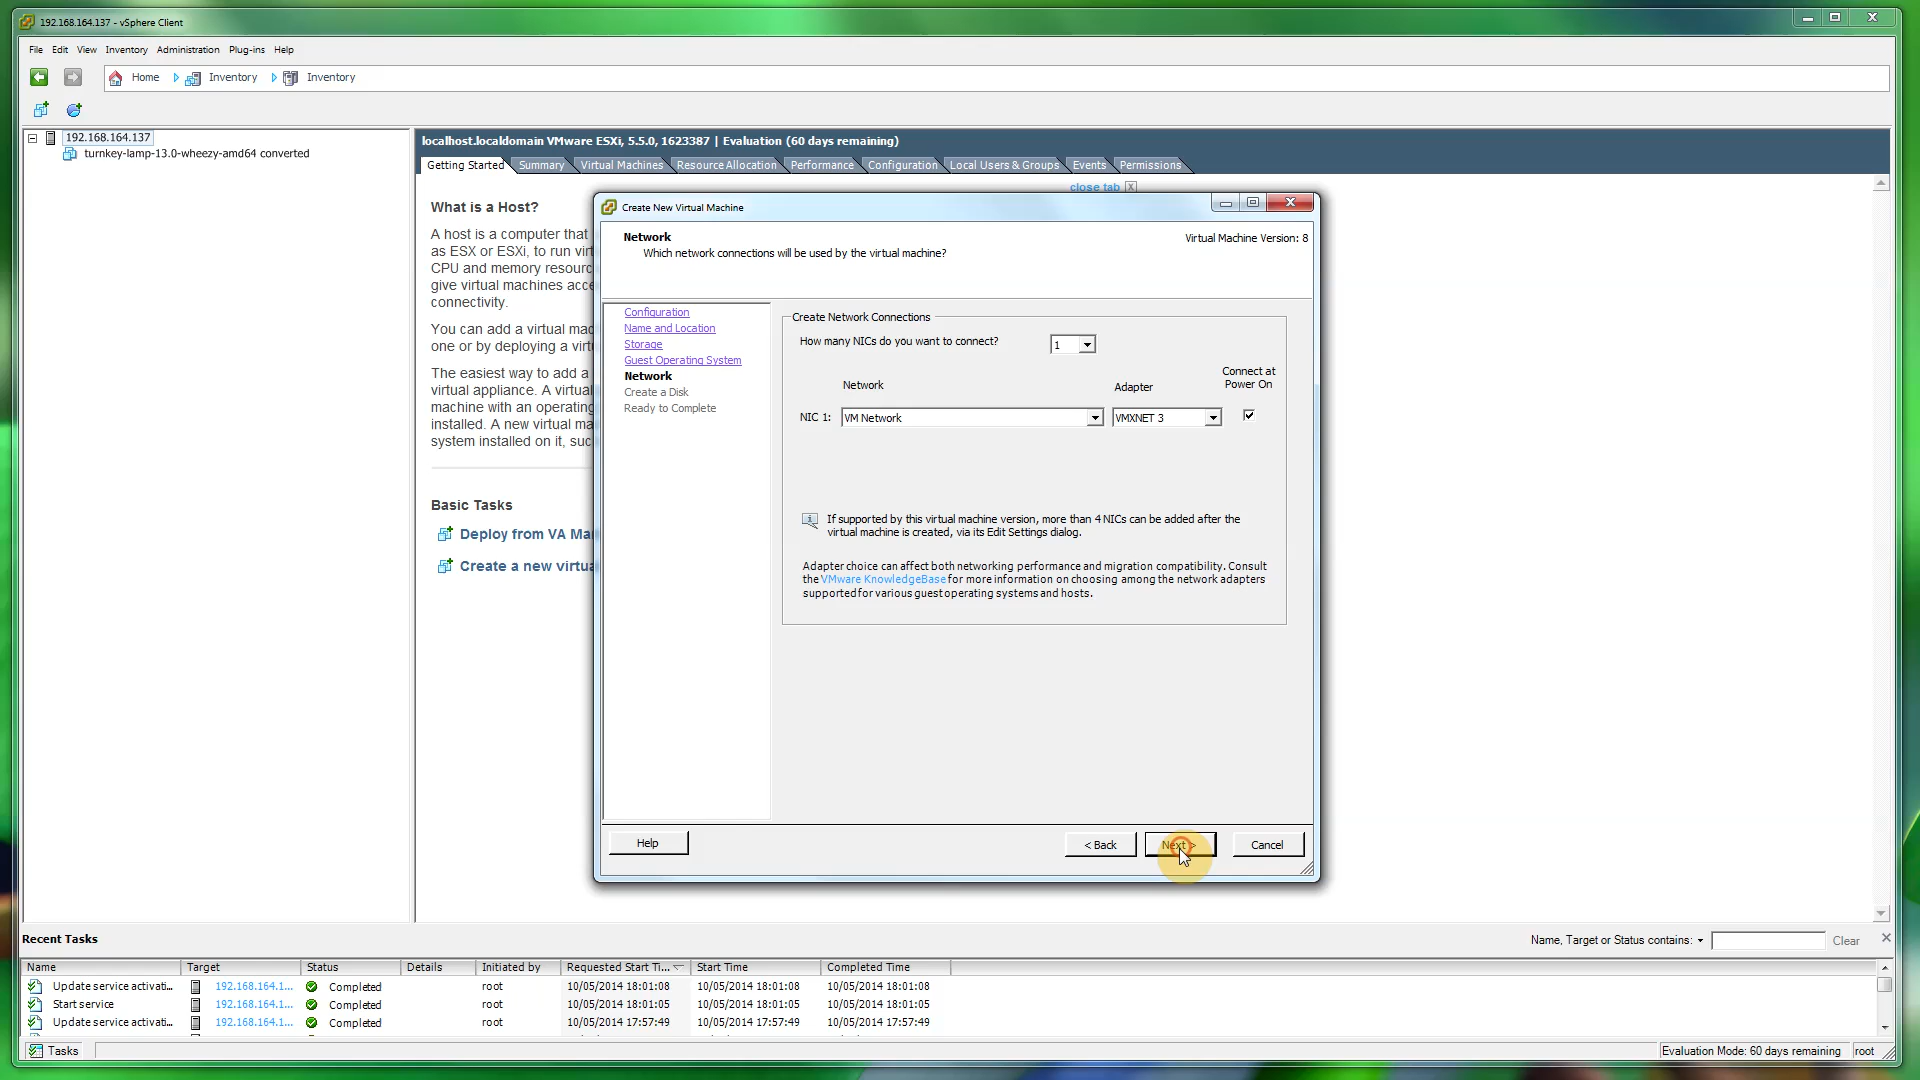 192.168.164.137 - vSphere Client
File Edit View Inventory Administration Plug-ins Help
Home Inventory Inventory
192.168.164.137
turnkey-lamp-13.0-wheezy-amd64 converted
localhost.localdomain VMware ESXi, 5.5.0, 1623387 | Evaluation (60 days remaining)
Getting Started Summary Virtual Machines Resource Allocation Performance Configuration Local Users & Groups Events Permissions
close tab
What is a Host?
A host is a computer that
as ESX or ESXi, to run virt
CPU and memory resourc
give virtual machines acce
connectivity.
You can add a virtual mac
one or by deploying a virt
The easiest way to add a
virtual appliance. A virtual
machine with an operating
installed. A new virtual ma
system installed on it, suc
Basic Tasks
Deploy from VA Mar
Create a new virtua
Create New Virtual Machine
Network
Which network connections will be used by the virtual machine?
Virtual Machine Version: 8
Configuration
Name and Location
Storage
Guest Operating System
Network
Create a Disk
Ready to Complete
Create Network Connections
How many NICs do you want to connect? 1
Network Adapter Connect at
Power On
NIC 1: VM Network VMXNET 3
If supported by this virtual machine version, more than 4 NICs can be added after the
virtual machine is created, via its Edit Settings dialog.
Adapter choice can affect both networking performance and migration compatibility. Consult
the VMware KnowledgeBase for more information on choosing among the network adapters
supported for various guest operating systems and hosts.
Help < Back Next > Cancel
Recent Tasks
Name, Target or Status contains: Clear
Name Target Status Details Initiated by Requested Start Ti... Start Time Completed Time
Update service activati... 192.168.164.1... Completed root 10/05/2014 18:01:08 10/05/2014 18:01:08 10/05/2014 18:01:08
Start service 192.168.164.1... Completed root 10/05/2014 18:01:05 10/05/2014 18:01:05 10/05/2014 18:01:05
Update service activati... 192.168.164.1... Completed root 10/05/2014 17:57:49 10/05/2014 17:57:49 10/05/2014 17:57:49
Tasks
Evaluation Mode: 60 days remaining root